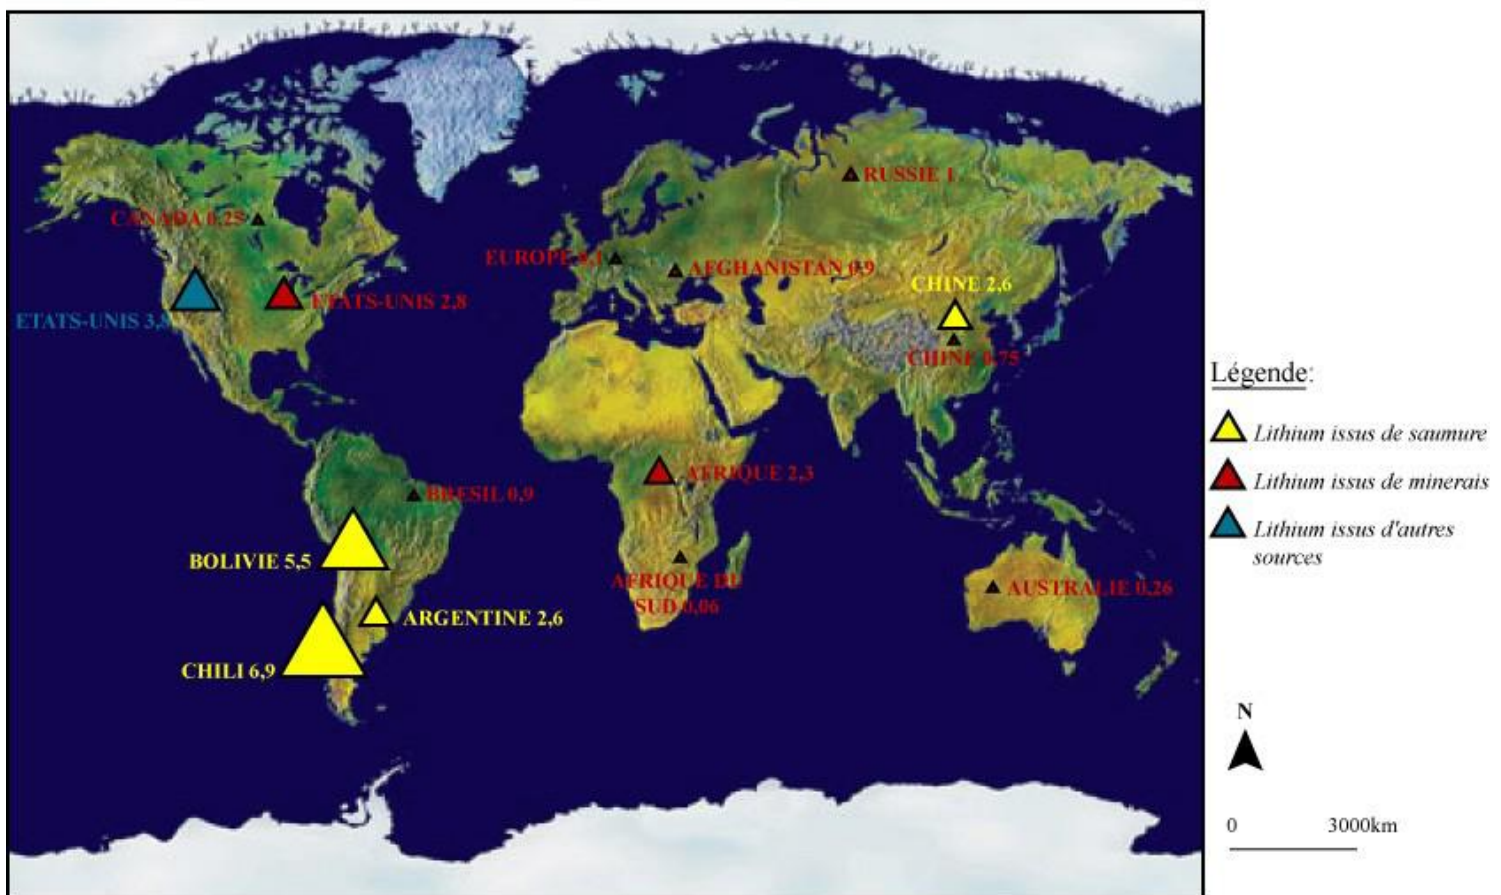 RUSSIE 1
CANADA 0,25
EUROPE 0,1
AFGHANISTAN 0,9
CHINE 2,6
ETATS-UNIS 2,8
ETATS-UNIS 3,8
CHINE 0,75
AFRIQUE 2,3
BRESIL 0,9
BOLIVIE 5,5
AFRIQUE DU
SUD 0,06
AUSTRALIE 0,26
ARGENTINE 2,6
CHILI 6,9
Légende:
Lithium issus de saumure
Lithium issus de minerais
Lithium issus d'autres
sources
N
0 3000km